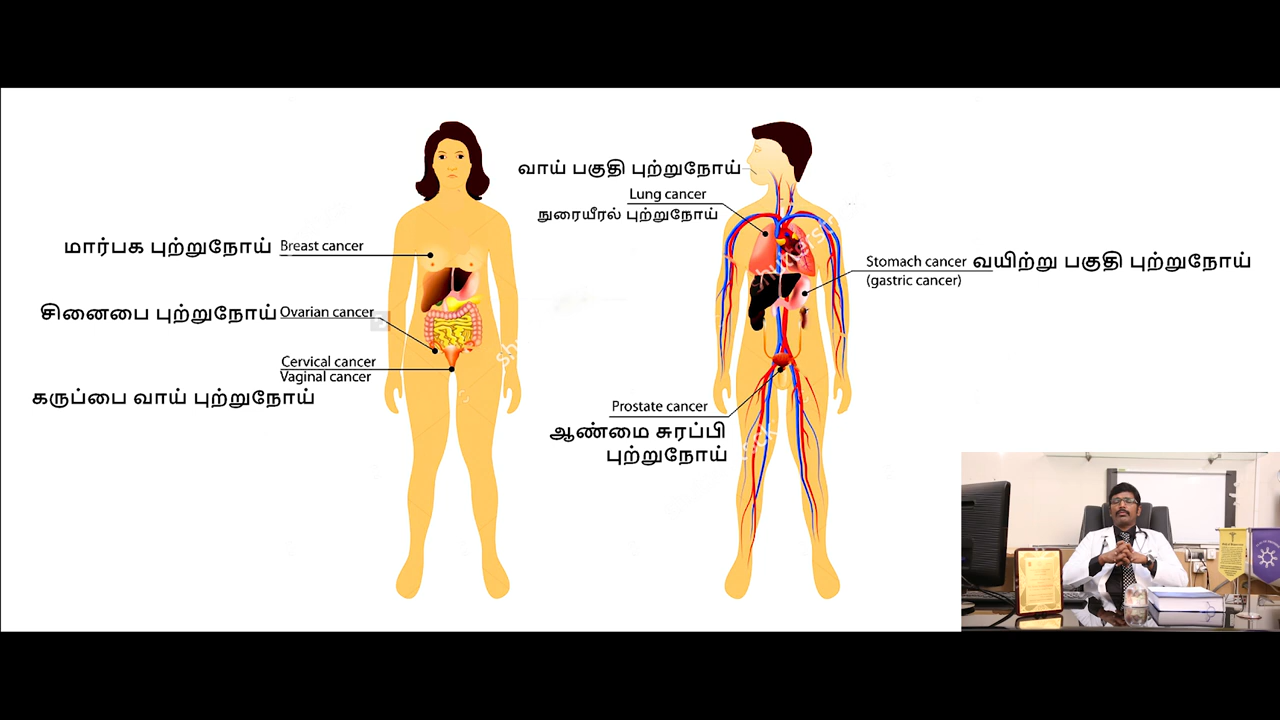 வாய் பகுதி புற்றுநோய்
Lung cancer
நுரையீரல் புற்றுநோய்
மார்பக புற்றுநோய் Breast cancer
Stomach cancer வயிற்று பகுதி புற்றுநோய்
(gastric cancer)
சினைபை புற்றுநோய் Ovarian cancer
Cervical cancer
Vaginal cancer
கருப்பை வாய் புற்றுநோய்
Prostate cancer
ஆண்மை சுரப்பி
புற்றுநோய்